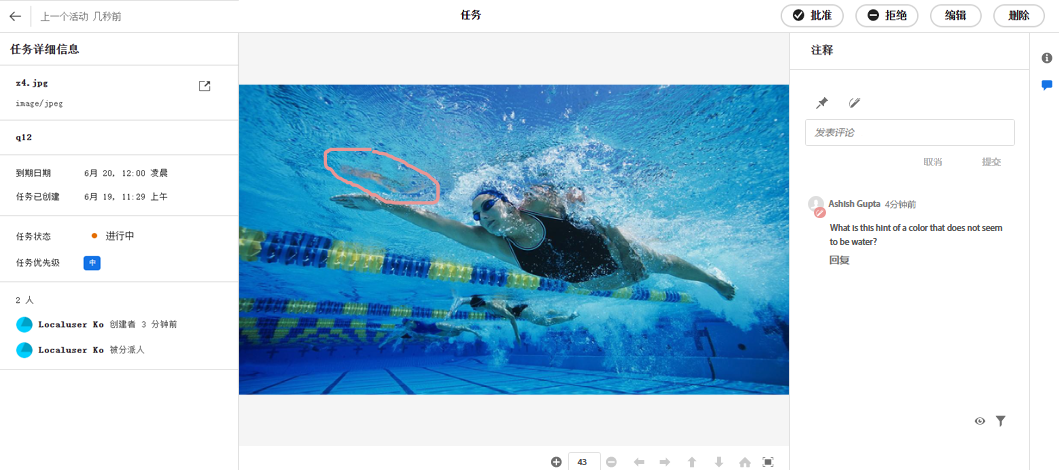 上一个活动 几秒前
任务
批准
拒绝
编辑
删除
任务详细信息
z4.jpg
image/jpeg
q12
到期日期 6月 20, 12:00 凌晨
任务已创建 6月 19, 11:29 上午
任务状态 进行中
任务优先级 中
2 人
Localuser Ko 创建者 3 分钟前
Localuser Ko 被分派人
43
注释
发表评论
取消 提交
Ashish Gupta 4分钟前
What is this hint of a color that does not seem
to be water?
回复